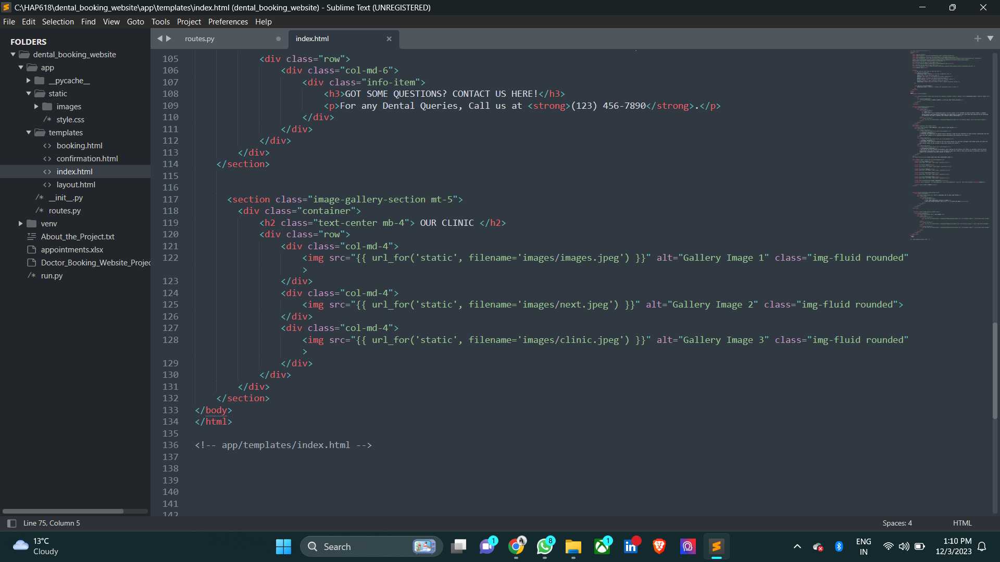 C:\HAP618\dental_booking_website\app\templates\index.html (dental_booking_website) - Sublime Text (UNREGISTERED)
File Edit Selection Find View Goto Tools Project Preferences Help
FOLDERS
dental_booking_website
app
__pycache__
static
images
/* style.css
templates
<> booking.html
<> confirmation.html
<> index.html
<> layout.html
/* __init__.py
/* routes.py
venv
About_the_Project.txt
appointments.xlsx
Doctor_Booking_Website_Projec
/* run.py
routes.py
index.html
105 <div class="row">
106 <div class="col-md-6">
107 <div class="info-item">
108 <h3>GOT SOME QUESTIONS? CONTACT US HERE!</h3>
109 <p>For any Dental Queries, Call us at <strong>(123) 456-7890</strong>.</p>
110 </div>
111 </div>
112 </div>
113 </div>
114 </section>
115
116
117 <section class="image-gallery-section mt-5">
118 <div class="container">
119 <h2 class="text-center mb-4"> OUR CLINIC </h2>
120 <div class="row">
121 <div class="col-md-4">
122 <img src="{{ url_for('static', filename='images/images.jpeg') }}" alt="Gallery Image 1" class="img-fluid rounded"
>
123 </div>
124 <div class="col-md-4">
125 <img src="{{ url_for('static', filename='images/next.jpeg') }}" alt="Gallery Image 2" class="img-fluid rounded">
126 </div>
127 <div class="col-md-4">
128 <img src="{{ url_for('static', filename='images/clinic.jpeg') }}" alt="Gallery Image 3" class="img-fluid rounded"
>
129 </div>
130 </div>
131 </div>
132 </section>
133 </body>
134 </html>
135
136 <!-- app/templates/index.html -->
137
138
139
140
141
142
Line 75, Column 5
Spaces: 4
HTML
13°C
Cloudy
Search
1
8
1
ENG
IN
1:10 PM
12/3/2023